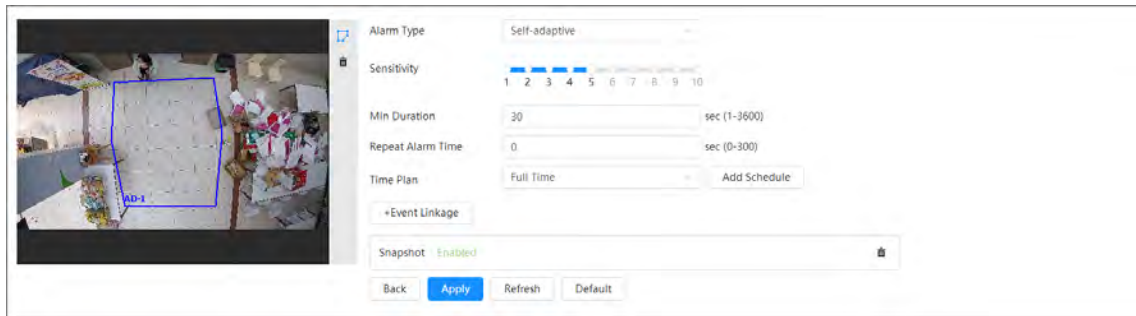 Alarm Type
Self-adaptive
Sensitivity
1 2 3 4 5 6 7 8 9 10
Min Duration
30
sec (1-3600)
Repeat Alarm Time
0
sec (0-300)
Time Plan
Full Time
Add Schedule
AD-1
+Event Linkage
Snapshot Enabled
Back Apply Refresh Default